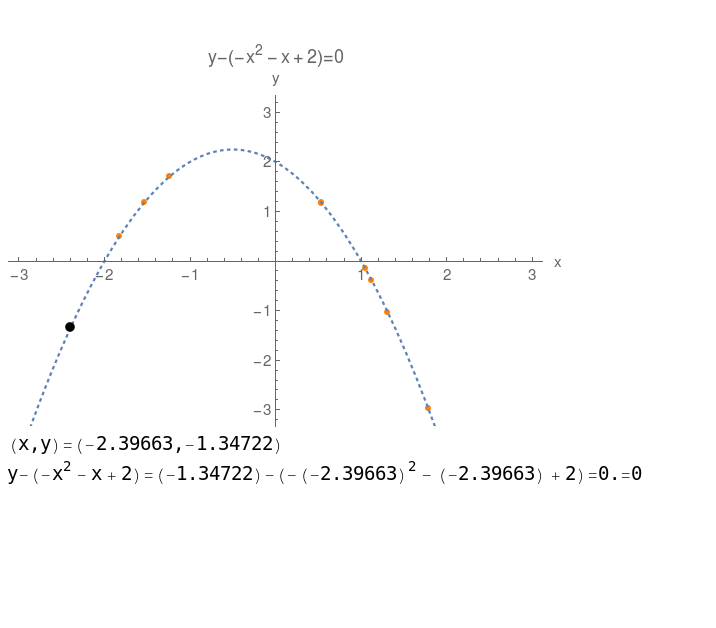 y−(−x² − x + 2)=0
y
3
2
1
−3 −2 −1 1 2 3 x
−1
−2
−3
(x,y)=(−2.39663,−1.34722)
y−(−x² − x + 2)=(−1.34722)−(−(−2.39663)² − (−2.39663) + 2)=0.=0